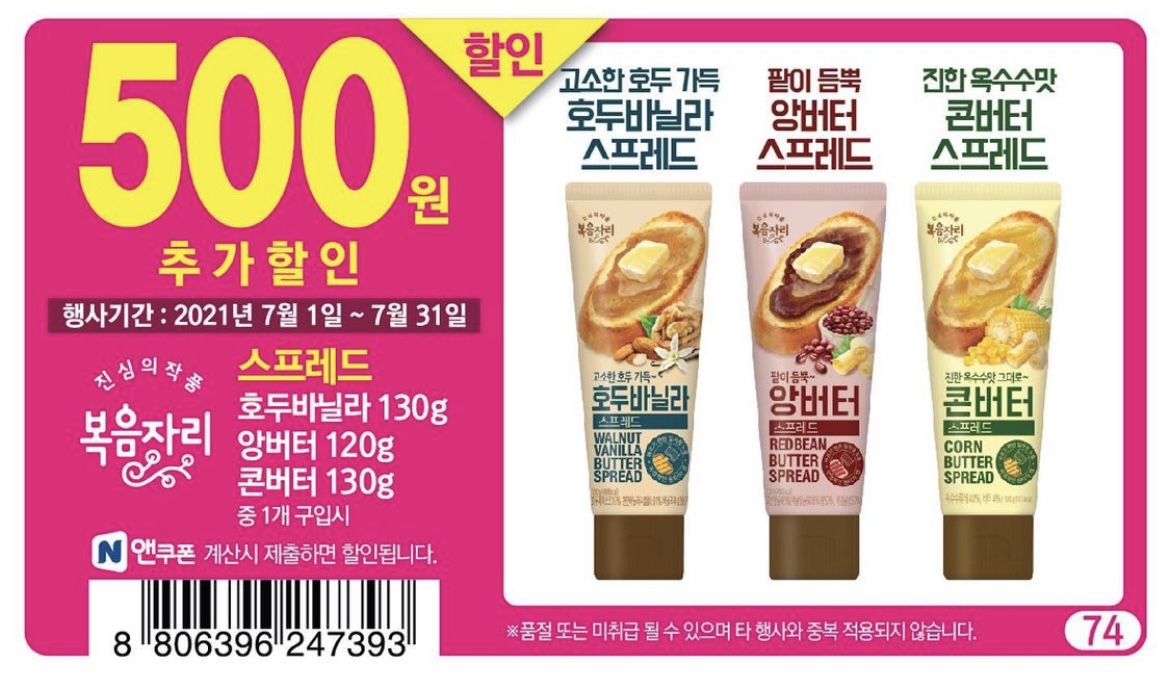 500원
할인
추가할인
행사기간 : 2021년 7월 1일 ~ 7월 31일
진심의작품
복음자리
스프레드
호두바닐라 130g
앙버터 120g
콘버터 130g
중 1개 구입시
N 앤쿠폰 계산시 제출하면 할인됩니다.
8 806396 247393
고소한 호두 가득
호두바닐라
스프레드
팥이 듬뿍
앙버터
스프레드
진한 옥수수맛
콘버터
스프레드
복음자리
고소한 호두 가득~
호두바닐라
스프레드
WALNUT
VANILLA
BUTTER
SPREAD
복음자리
팥이 듬뿍~
앙버터
스프레드
RED BEAN
BUTTER
SPREAD
복음자리
진한 옥수수맛 그대로~
콘버터
스프레드
CORN
BUTTER
SPREAD
※품절 또는 미취급 될 수 있으며 타 행사와 중복 적용되지 않습니다.
74